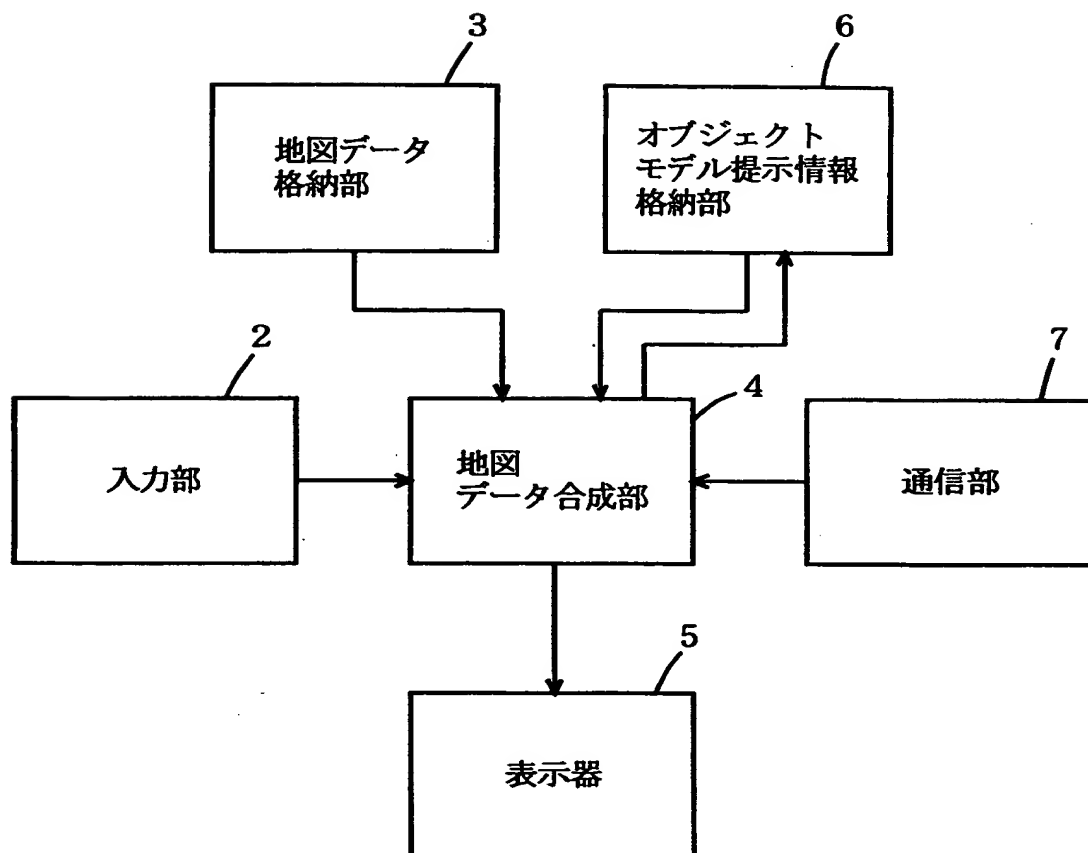 3
地図データ
格納部
6
オブジェクト
モデル提示情報
格納部
2
入力部
4
地図
データ合成部
7
通信部
5
表示器